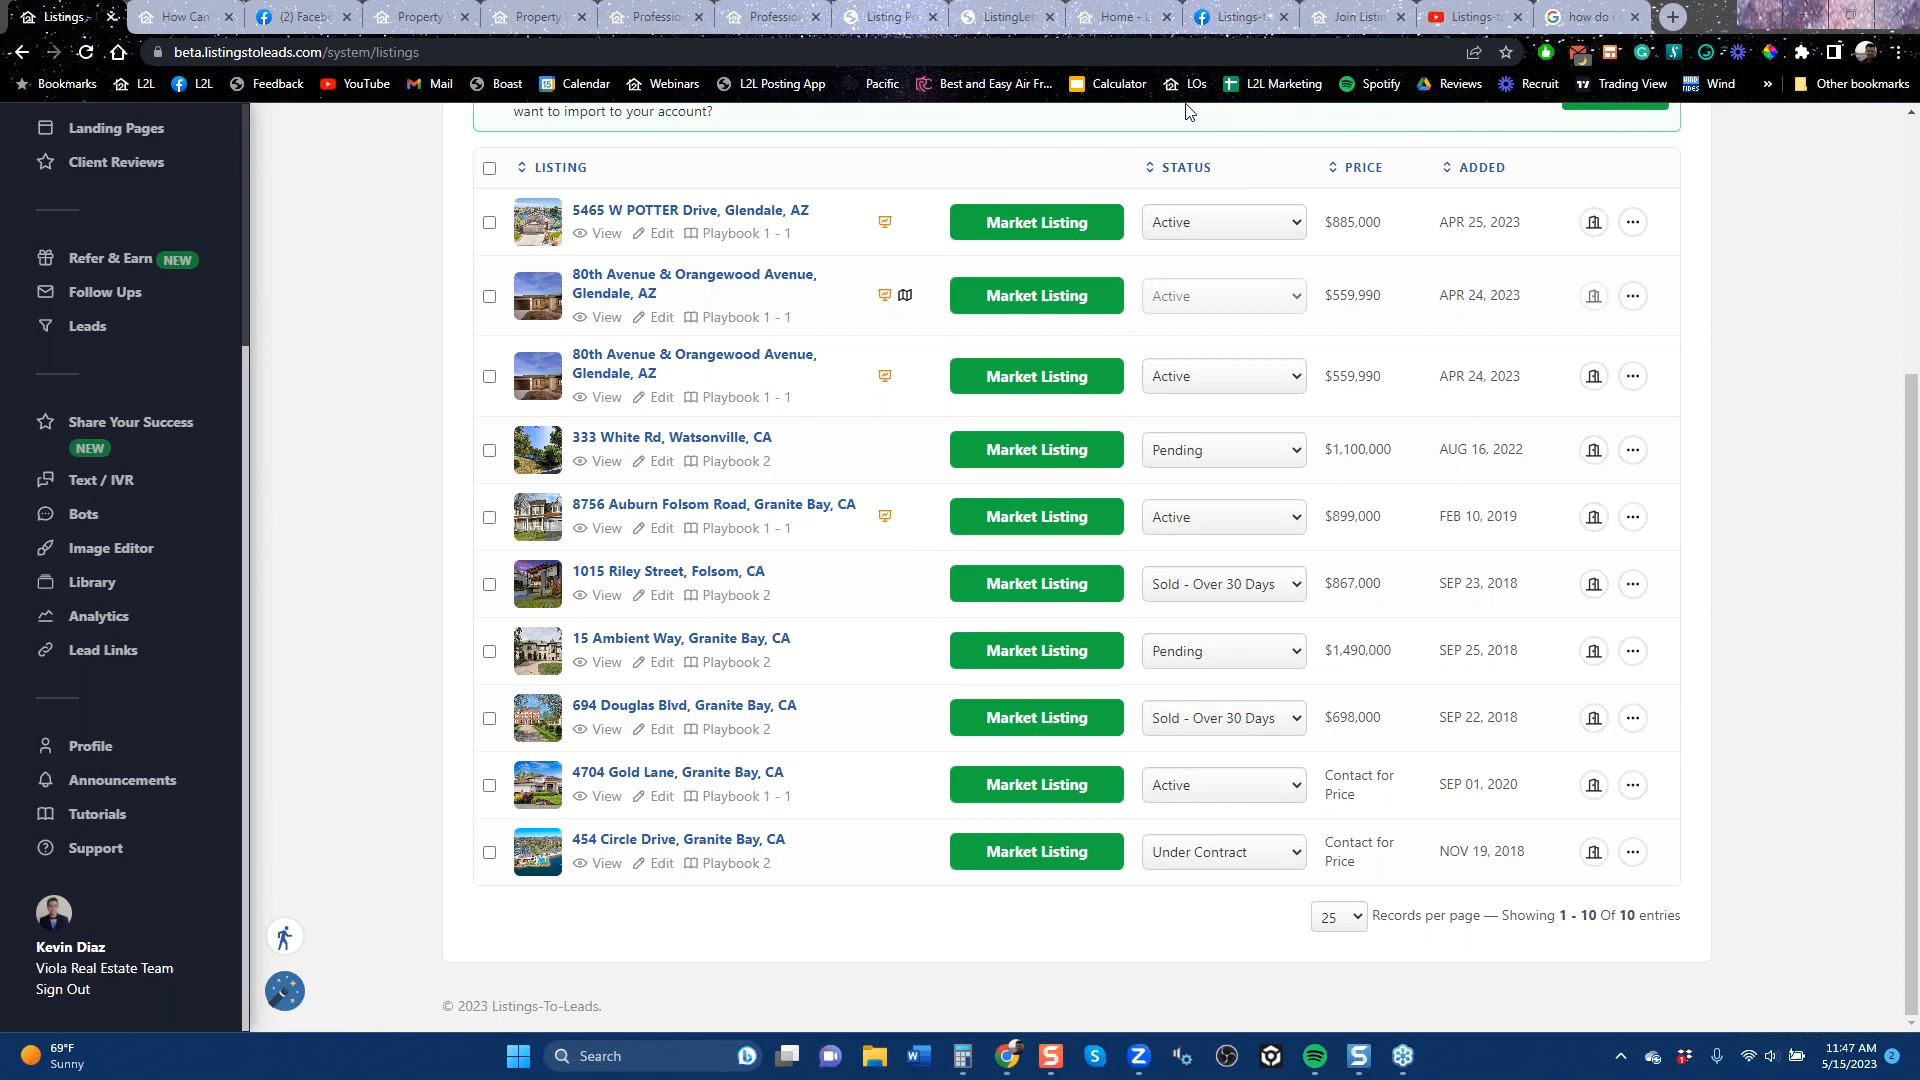 Listings,
How Can
(2) Faceb
Property
Property
Profession
Profession
Listing Pr
ListingLet
Home - L
Listings-t
Join Listin
Listings-t
how do i
beta.listingstoleads.com/system/listings
Bookmarks
L2L
L2L
Feedback
YouTube
Mail
Boast
Calendar
Webinars
L2L Posting App
Pacific
Best and Easy Air Fr...
Calculator
LOs
L2L Marketing
Spotify
Reviews
Recruit
Trading View
Wind
»
Other bookmarks
Landing Pages
Client Reviews
Refer & Earn NEW
Follow Ups
Leads
Share Your Success
NEW
Text / IVR
Bots
Image Editor
Library
Analytics
Lead Links
Profile
Announcements
Tutorials
Support
Kevin Diaz
Viola Real Estate Team
Sign Out
want to import to your account?
LISTING STATUS PRICE ADDED
5465 W POTTER Drive, Glendale, AZ
View Edit Playbook 1 - 1
Market Listing Active $885,000 APR 25, 2023
80th Avenue & Orangewood Avenue,
Glendale, AZ
View Edit Playbook 1 - 1
Market Listing Active $559,990 APR 24, 2023
80th Avenue & Orangewood Avenue,
Glendale, AZ
View Edit Playbook 1 - 1
Market Listing Active $559,990 APR 24, 2023
333 White Rd, Watsonville, CA
View Edit Playbook 2
Market Listing Pending $1,100,000 AUG 16, 2022
8756 Auburn Folsom Road, Granite Bay, CA
View Edit Playbook 1 - 1
Market Listing Active $899,000 FEB 10, 2019
1015 Riley Street, Folsom, CA
View Edit Playbook 2
Market Listing Sold - Over 30 Days $867,000 SEP 23, 2018
15 Ambient Way, Granite Bay, CA
View Edit Playbook 2
Market Listing Pending $1,490,000 SEP 25, 2018
694 Douglas Blvd, Granite Bay, CA
View Edit Playbook 2
Market Listing Sold - Over 30 Days $698,000 SEP 22, 2018
4704 Gold Lane, Granite Bay, CA
View Edit Playbook 1 - 1
Market Listing Active Contact for
Price
SEP 01, 2020
454 Circle Drive, Granite Bay, CA
View Edit Playbook 2
Market Listing Under Contract Contact for
Price
NOV 19, 2018
25 Records per page — Showing 1 - 10 Of 10 entries
© 2023 Listings-To-Leads.
69°F
Sunny
Search
11:47 AM
5/15/2023
2